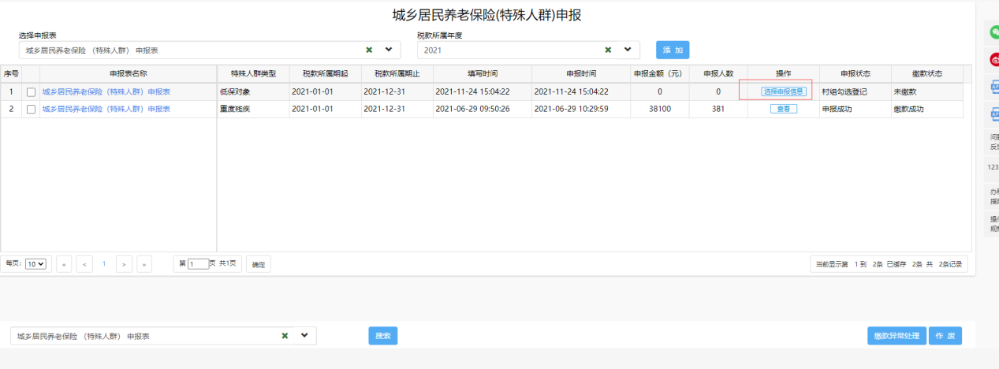 城乡居民养老保险(特殊人群)申报
选择申报表
税款所属年度
城乡居民养老保险 （特殊人群） 申报表
2021
添 加
序号 申报表名称 特殊人群类型 税款所属期起 税款所属期止 填写时间 申报时间 申报金额（元） 申报人数 操作 申报状态 缴款状态
1 城乡居民养老保险（特殊人群）申报表 低保对象 2021-01-01 2021-12-31 2021-11-24 15:04:22 2021-11-24 15:04:22 0 0 选择申报信息 村组勾选登记 未缴款
2 城乡居民养老保险（特殊人群）申报表 重度残疾 2021-01-01 2021-12-31 2021-06-29 09:50:26 2021-06-29 10:29:59 38100 381 查看 申报成功 缴款成功
每页: 10 « < 1 > » 第 1 页 共1页 确定 当前显示第 1 到 2条 已缓存 2条 共 2条记录
城乡居民养老保险 （特殊人群） 申报表 搜索 缴款异常处理 作 废
123